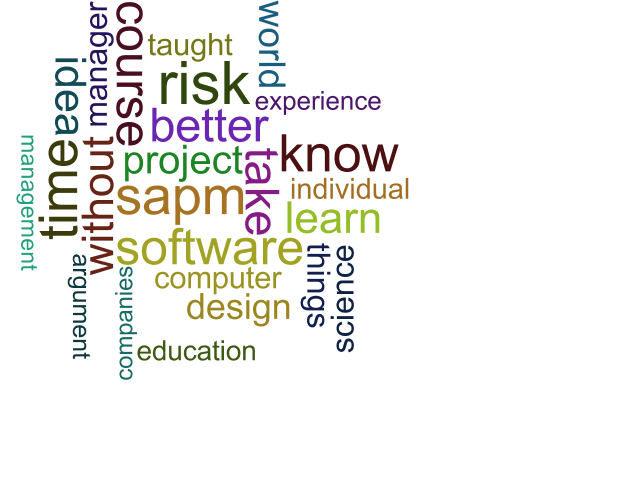 course
manager
world
taught
idea
risk
experience
better
without
time
management
project
take
know
sapm
individual
learn
software
things
science
argument
companies
computer
design
education